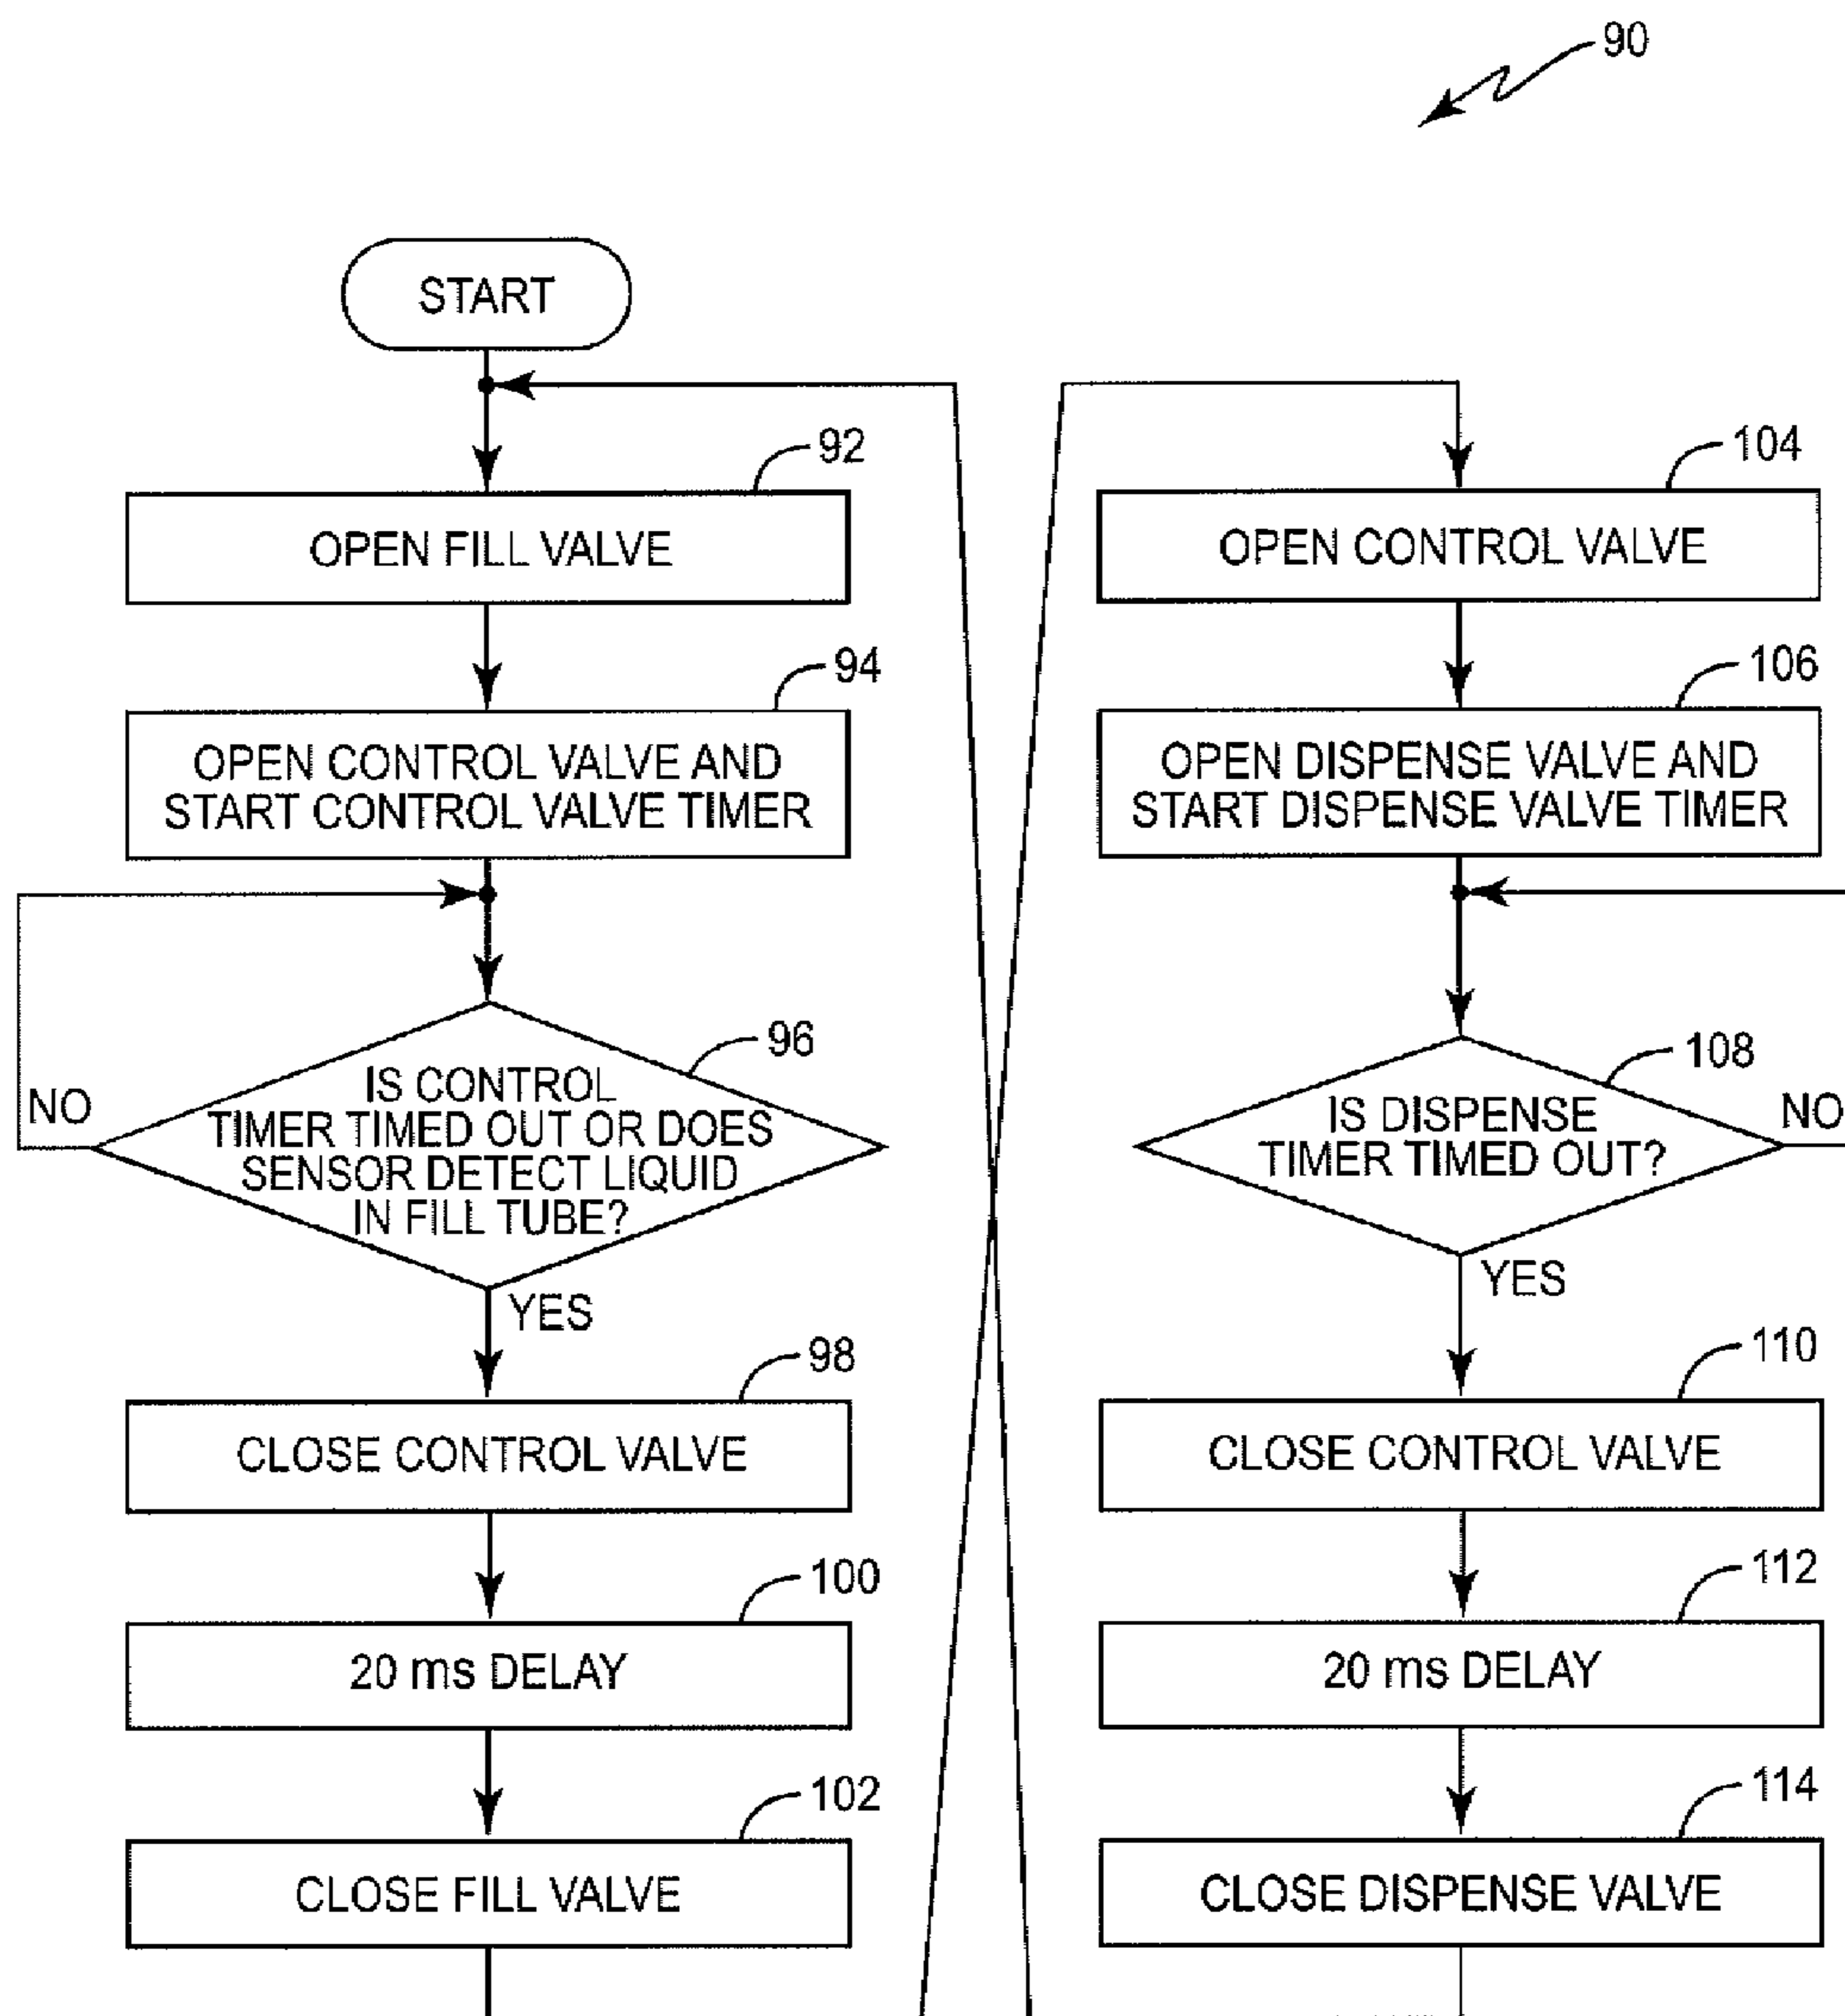 90
START
92
OPEN FILL VALVE
94
OPEN CONTROL VALVE AND
START CONTROL VALVE TIMER
96
IS CONTROL
TIMER TIMED OUT OR DOES
SENSOR DETECT LIQUID
IN FILL TUBE?
NO
YES
98
CLOSE CONTROL VALVE
100
20 ms DELAY
102
CLOSE FILL VALVE
104
OPEN CONTROL VALVE
106
OPEN DISPENSE VALVE AND
START DISPENSE VALVE TIMER
108
IS DISPENSE
TIMER TIMED OUT?
NO
YES
110
CLOSE CONTROL VALVE
112
20 ms DELAY
114
CLOSE DISPENSE VALVE